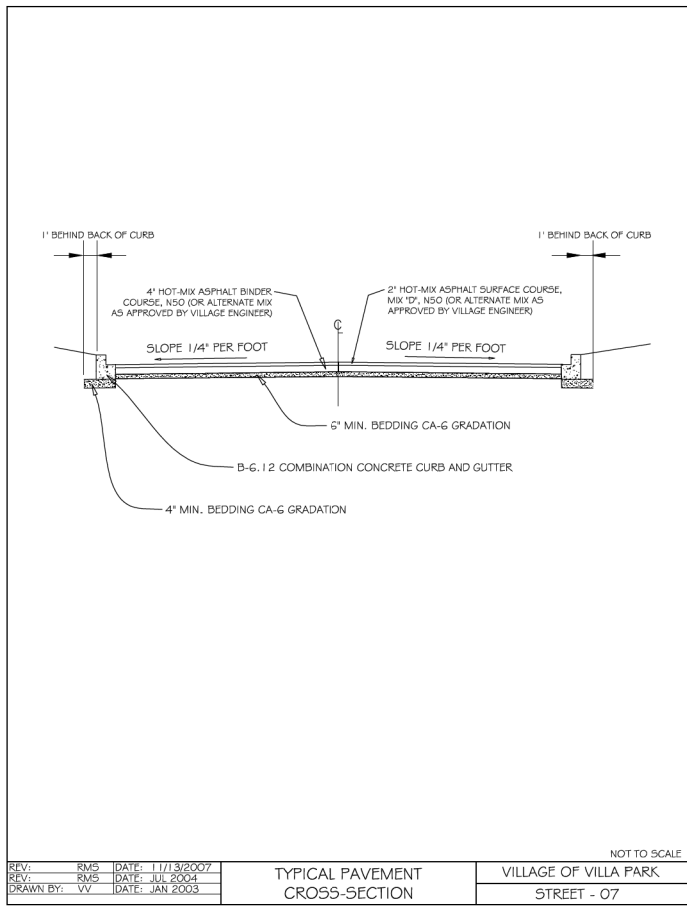 1' BEHIND BACK OF CURB
1' BEHIND BACK OF CURB
4" HOT-MIX ASPHALT BINDER
COURSE, N50 (OR ALTERNATE MIX
AS APPROVED BY VILLAGE ENGINEER)
2" HOT-MIX ASPHALT SURFACE COURSE,
MIX "D", N50 (OR ALTERNATE MIX AS
APPROVED BY VILLAGE ENGINEER)
℄
SLOPE 1/4" PER FOOT
SLOPE 1/4" PER FOOT
6" MIN. BEDDING CA-6 GRADATION
B-6.12 COMBINATION CONCRETE CURB AND GUTTER
4" MIN. BEDDING CA-6 GRADATION
NOT TO SCALE
REV: RMS DATE: 11/13/2007
REV: RMS DATE: JUL 2004
DRAWN BY: VV DATE: JAN 2003
TYPICAL PAVEMENT
CROSS-SECTION
VILLAGE OF VILLA PARK
STREET - 07